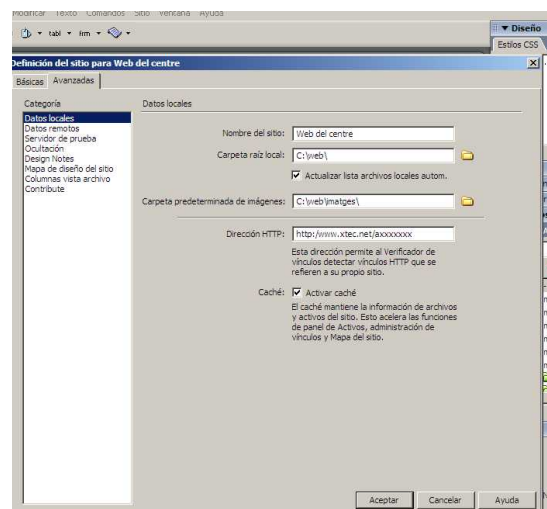 Modificar Texto Comandos Sitio Ventana Ayuda
tabl frm
Diseño
Estilos CSS
Definición del sitio para Web del centre
Básicas Avanzadas
Categoría
Datos locales
Datos remotos
Servidor de prueba
Ocultación
Design Notes
Mapa de diseño del sitio
Columnas vista archivo
Contribute
Datos locales
Nombre del sitio: Web del centre
Carpeta raíz local: C:\web\
Actualizar lista archivos locales autom.
Carpeta predeterminada de imágenes: C:\web\imatges\
Dirección HTTP: http:/www.xtec.net/axxxxxxx
Esta dirección permite al Verificador de
vínculos detectar vínculos HTTP que se
refieren a su propio sitio.
Caché: Activar caché
El caché mantiene la información de archivos
y activos del sitio. Esto acelera las funciones
de panel de Activos, administración de
vínculos y Mapa del sitio.
Aceptar Cancelar Ayuda